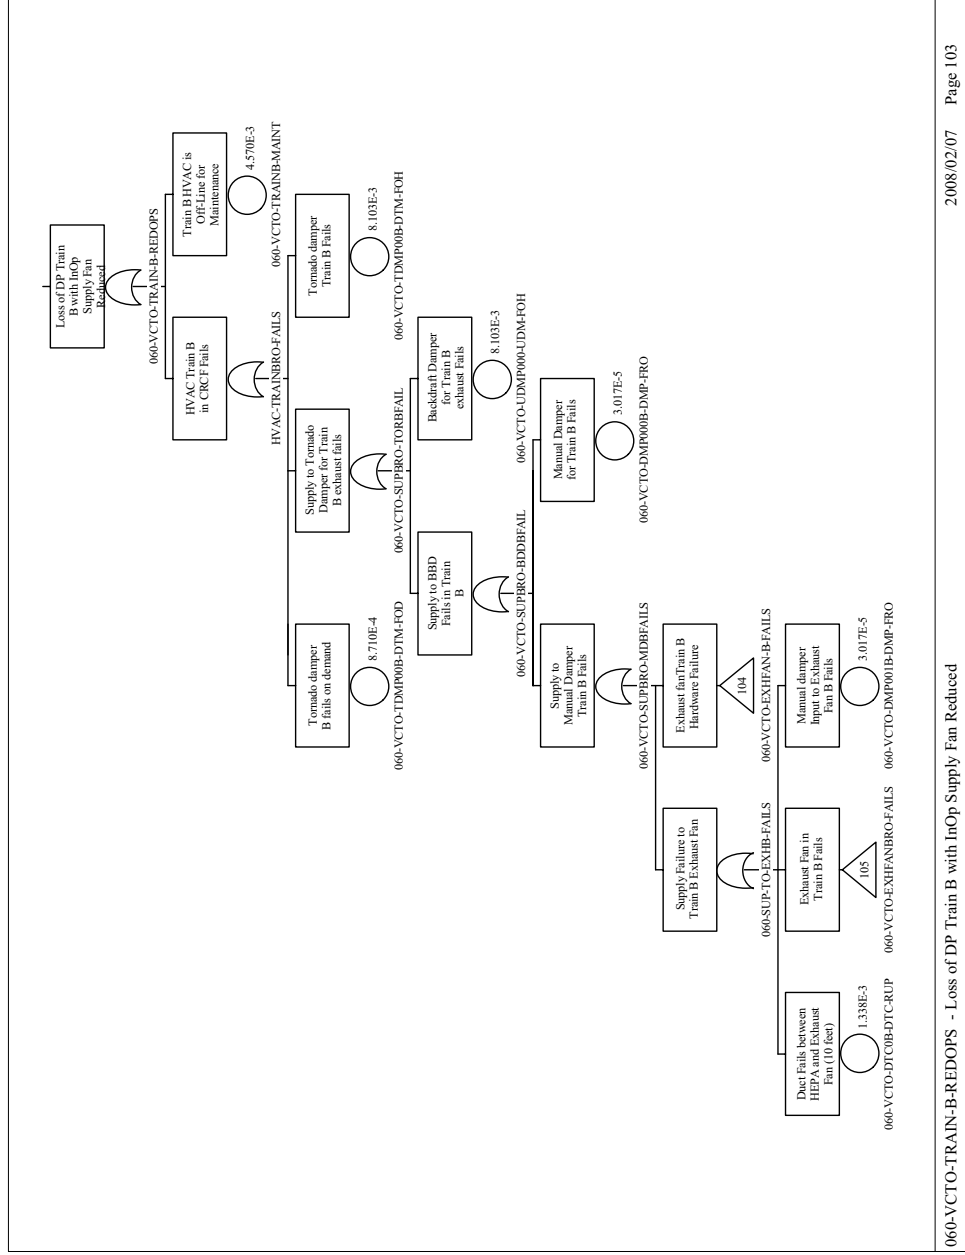 Loss of DP Train
B with InOp
Supply Fan
Reduced
060-VCTO-TRAIN-B-REDOPS
HVAC Train B
in CRCF Fails
HVAC-TRAINBRO-FAILS
Train B HVAC is
Off-Line for
Maintenance
4.570E-3
060-VCTO-TRAINB-MAINT
Tornado damper
B fails on demand
8.710E-4
060-VCTO-TDMP00B-DTM-FOD
Supply to Tornado
Damper for Train
B exhaust fails
060-VCTO-SUPBRO-TORBFAIL
Tornado damper
Train B Fails
8.103E-3
060-VCTO-TDMP00B-DTM-FOH
Supply to BBD
Fails in Train
B
060-VCTO-SUPBRO-BDDBFAIL
Backdraft Damper
for Train B
exhaust Fails
8.103E-3
060-VCTO-UDMP000-UDM-FOH
Supply to
Manual Damper
Train B Fails
060-VCTO-SUPBRO-MDBFAILS
Manual Damper
for Train B Fails
3.017E-5
060-VCTO-DMP000B-DMP-FRO
Supply Failure to
Train B Exhaust Fan
060-SUP-TO-EXHB-FAILS
Exhaust fanTrain B
Hardware Failure
104
060-VCTO-EXHFAN-B-FAILS
Duct Fails between
HEPA and Exhaust
Fan (10 feet)
1.338E-3
060-VCTO-DTC0B-DTC-RUP
Exhaust Fan in
Train B Fails
105
060-VCTO-EXHFANBRO-FAILS
Manual damper
Input to Exhaust
Fan B Fails
3.017E-5
060-VCTO-DMP001B-DMP-FRO
060-VCTO-TRAIN-B-REDOPS - Loss of DP Train B with InOp Supply Fan Reduced
2008/02/07 Page 103